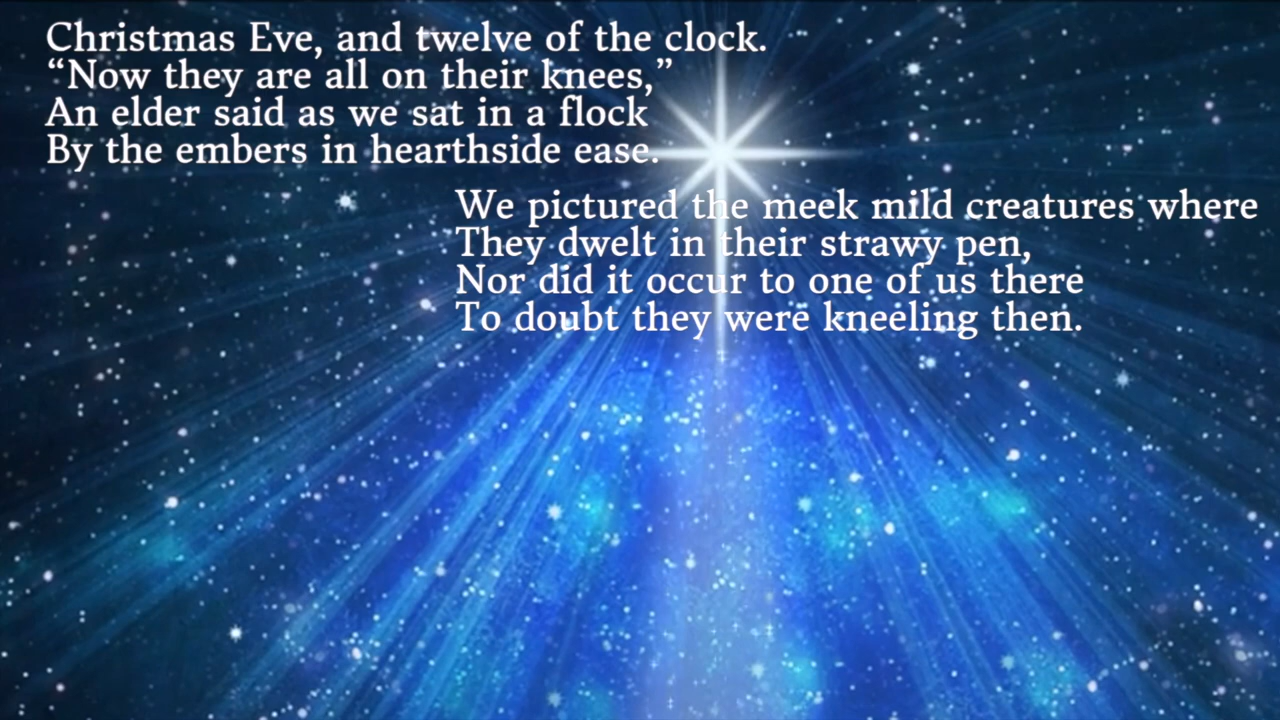 Christmas Eve, and twelve of the clock.
“Now they are all on their knees,”
An elder said as we sat in a flock
By the embers in hearthside ease.
We pictured the meek mild creatures where
They dwelt in their strawy pen,
Nor did it occur to one of us there
To doubt they were kneeling then.